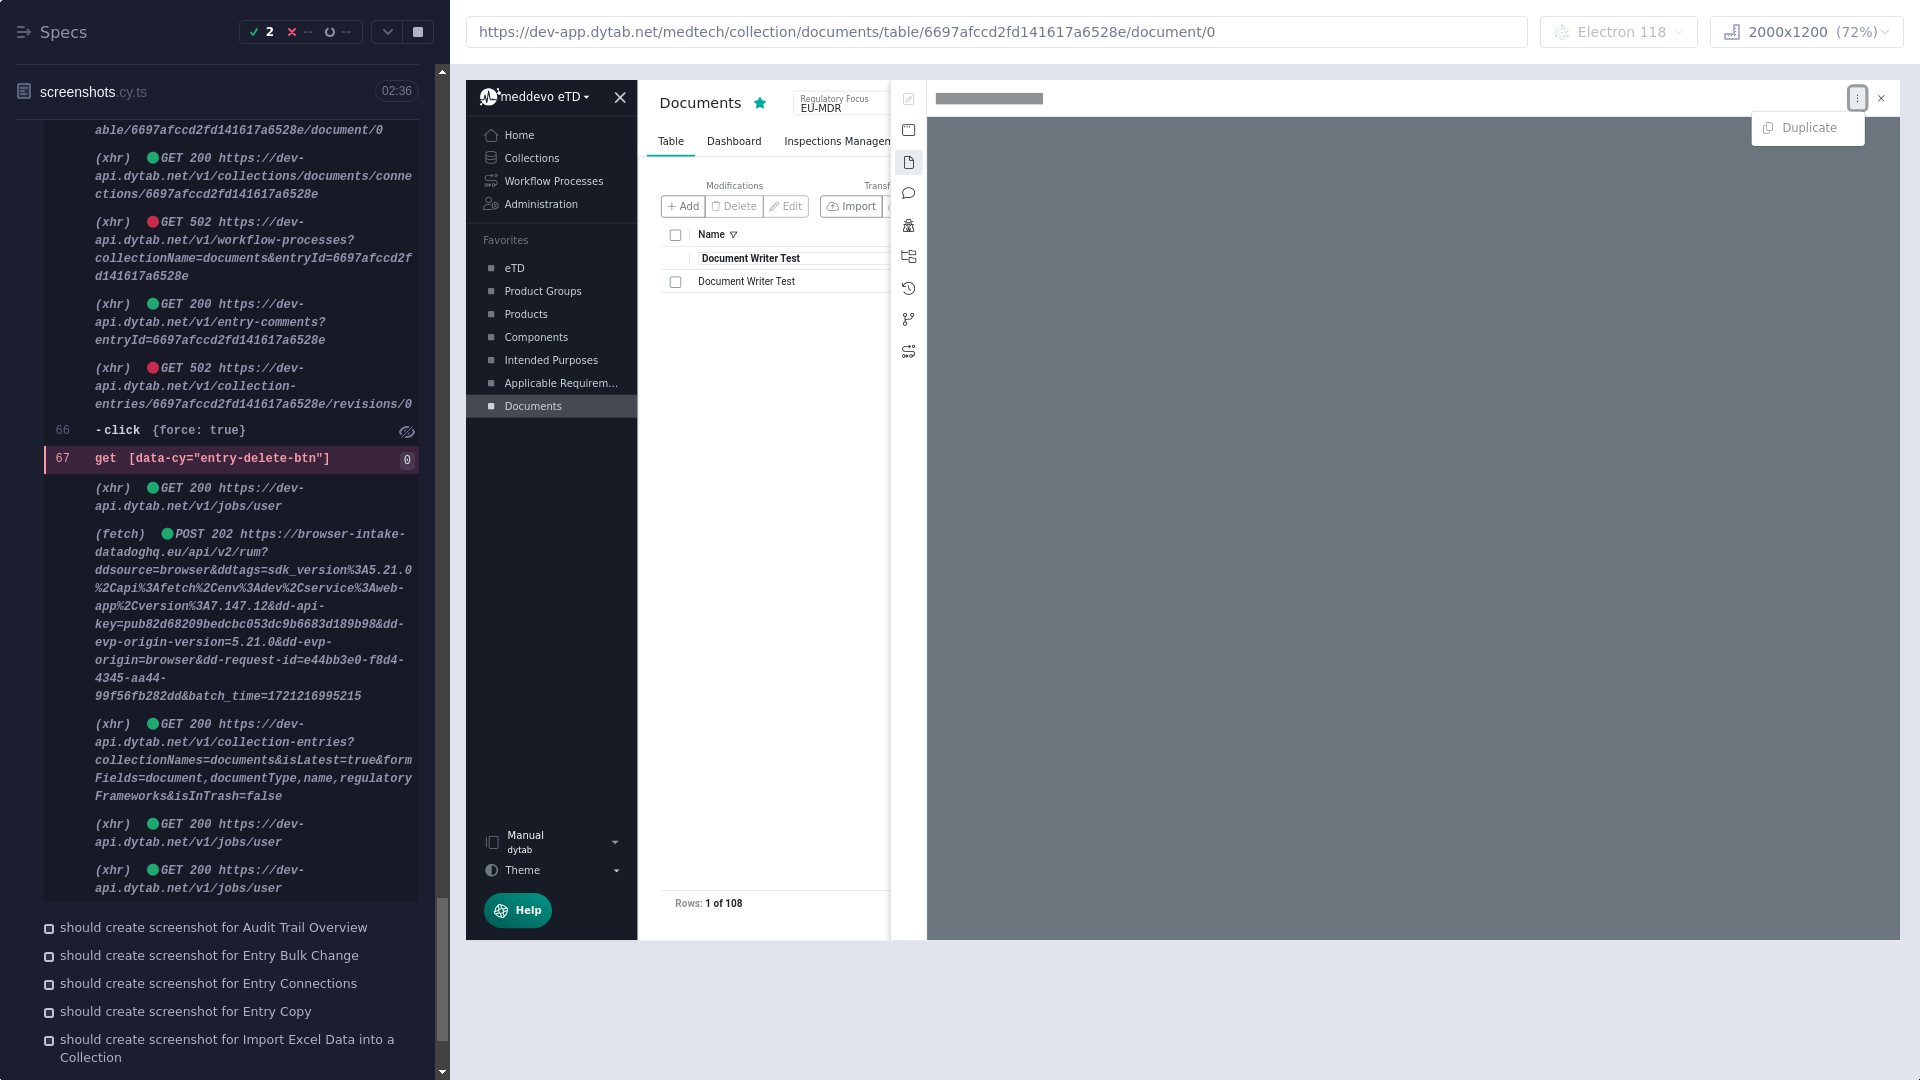 Specs
2
--
--
screenshots.cy.ts
02:36
able/6697afccd2fd141617a6528e/document/0
(xhr) GET 200 https://dev-
api.dytab.net/v1/collections/documents/conne
ctions/6697afccd2fd141617a6528e
(xhr) GET 502 https://dev-
api.dytab.net/v1/workflow-processes?
collectionName=documents&entryId=6697afccd2f
d141617a6528e
(xhr) GET 200 https://dev-
api.dytab.net/v1/entry-comments?
entryId=6697afccd2fd141617a6528e
(xhr) GET 502 https://dev-
api.dytab.net/v1/collection-
entries/6697afccd2fd141617a6528e/revisions/0
66 -click {force: true}
67 get [data-cy="entry-delete-btn"] 0
(xhr) GET 200 https://dev-
api.dytab.net/v1/jobs/user
(fetch) POST 202 https://browser-intake-
datadoghq.eu/api/v2/rum?
ddsource=browser&ddtags=sdk_version%3A5.21.0
%2Capi%3Afetch%2Cenv%3Adev%2Cservice%3Aweb-
app%2Cversion%3A7.147.12&dd-api-
key=pub82d68209bedcbc053dc9b6683d189b98&dd-
evp-origin-version=5.21.0&dd-evp-
origin=browser&dd-request-id=e44bb3e0-f8d4-
4345-aa44-
99f56fb282dd&batch_time=1721216995215
(xhr) GET 200 https://dev-
api.dytab.net/v1/collection-entries?
collectionNames=documents&isLatest=true&form
Fields=document,documentType,name,regulatory
Frameworks&isInTrash=false
(xhr) GET 200 https://dev-
api.dytab.net/v1/jobs/user
(xhr) GET 200 https://dev-
api.dytab.net/v1/jobs/user
should create screenshot for Audit Trail Overview
should create screenshot for Entry Bulk Change
should create screenshot for Entry Connections
should create screenshot for Entry Copy
should create screenshot for Import Excel Data into a
Collection
https://dev-app.dytab.net/medtech/collection/documents/table/6697afccd2fd141617a6528e/document/0
Electron 118
2000x1200 (72%)
meddevo eTD
Home
Collections
Workflow Processes
Administration
Favorites
eTD
Product Groups
Products
Components
Intended Purposes
Applicable Requirem...
Documents
Manual
dytab
Theme
Help
Documents
Regulatory Focus
EU-MDR
Table
Dashboard
Inspections Managem
Modifications
Transf
Add
Delete
Edit
Import
Name
Document Writer Test
Document Writer Test
Rows: 1 of 108
Duplicate